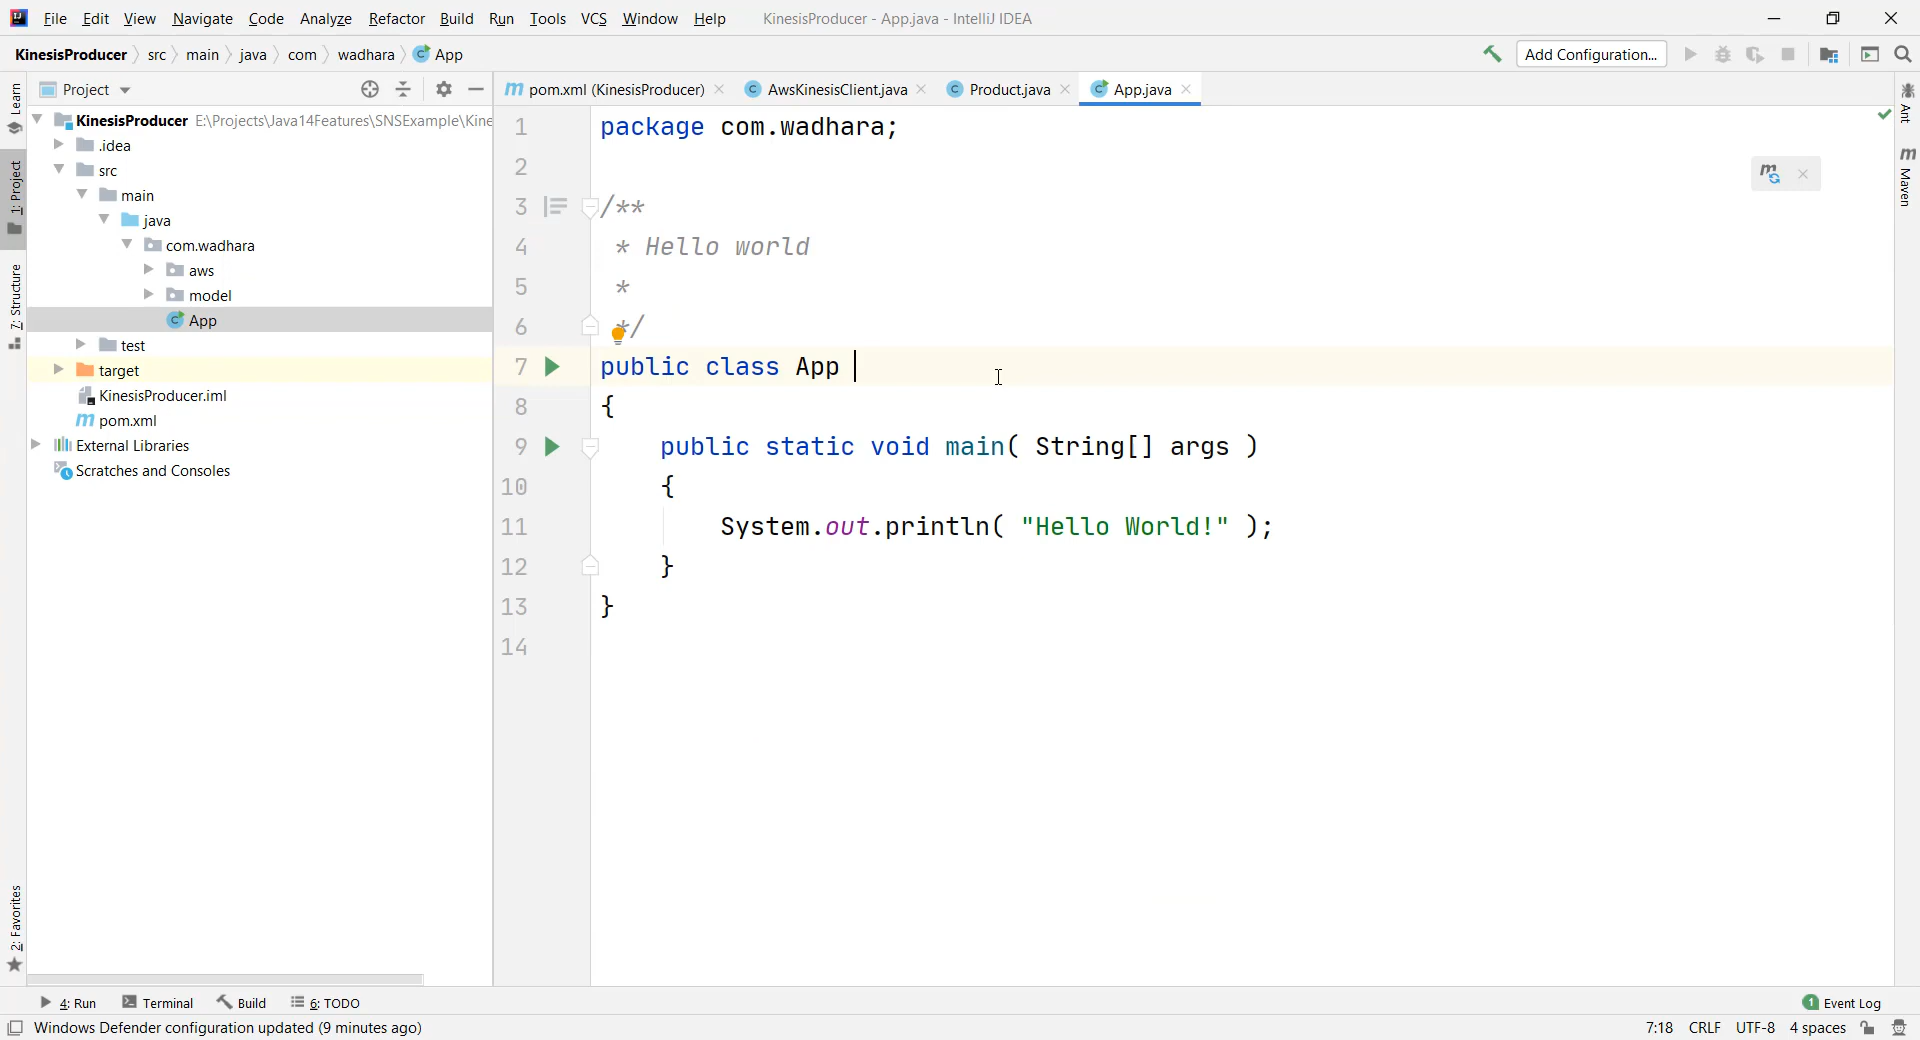 File Edit View Navigate Code Analyze Refactor Build Run Tools VCS Window Help KinesisProducer - App.java - IntelliJ IDEA
KinesisProducer src main java com wadhara App Add Configuration...
Project
pom.xml (KinesisProducer) AwsKinesisClient.java Product.java App.java
Learn
1: Project
7: Structure
2: Favorites
KinesisProducer E:\Projects\Java14Features\SNSExample\Kine
.idea
src
main
java
com.wadhara
aws
model
App
test
target
KinesisProducer.iml
pom.xml
External Libraries
Scratches and Consoles
1 package com.wadhara;
2
3 /**
4 * Hello world
5 *
6 */
7 public class App
8 {
9 public static void main( String[] args )
10 {
11 System.out.println( "Hello World!" );
12 }
13 }
14
Ant
Maven
4: Run Terminal Build 6: TODO 1 Event Log
Windows Defender configuration updated (9 minutes ago) 7:18 CRLF UTF-8 4 spaces